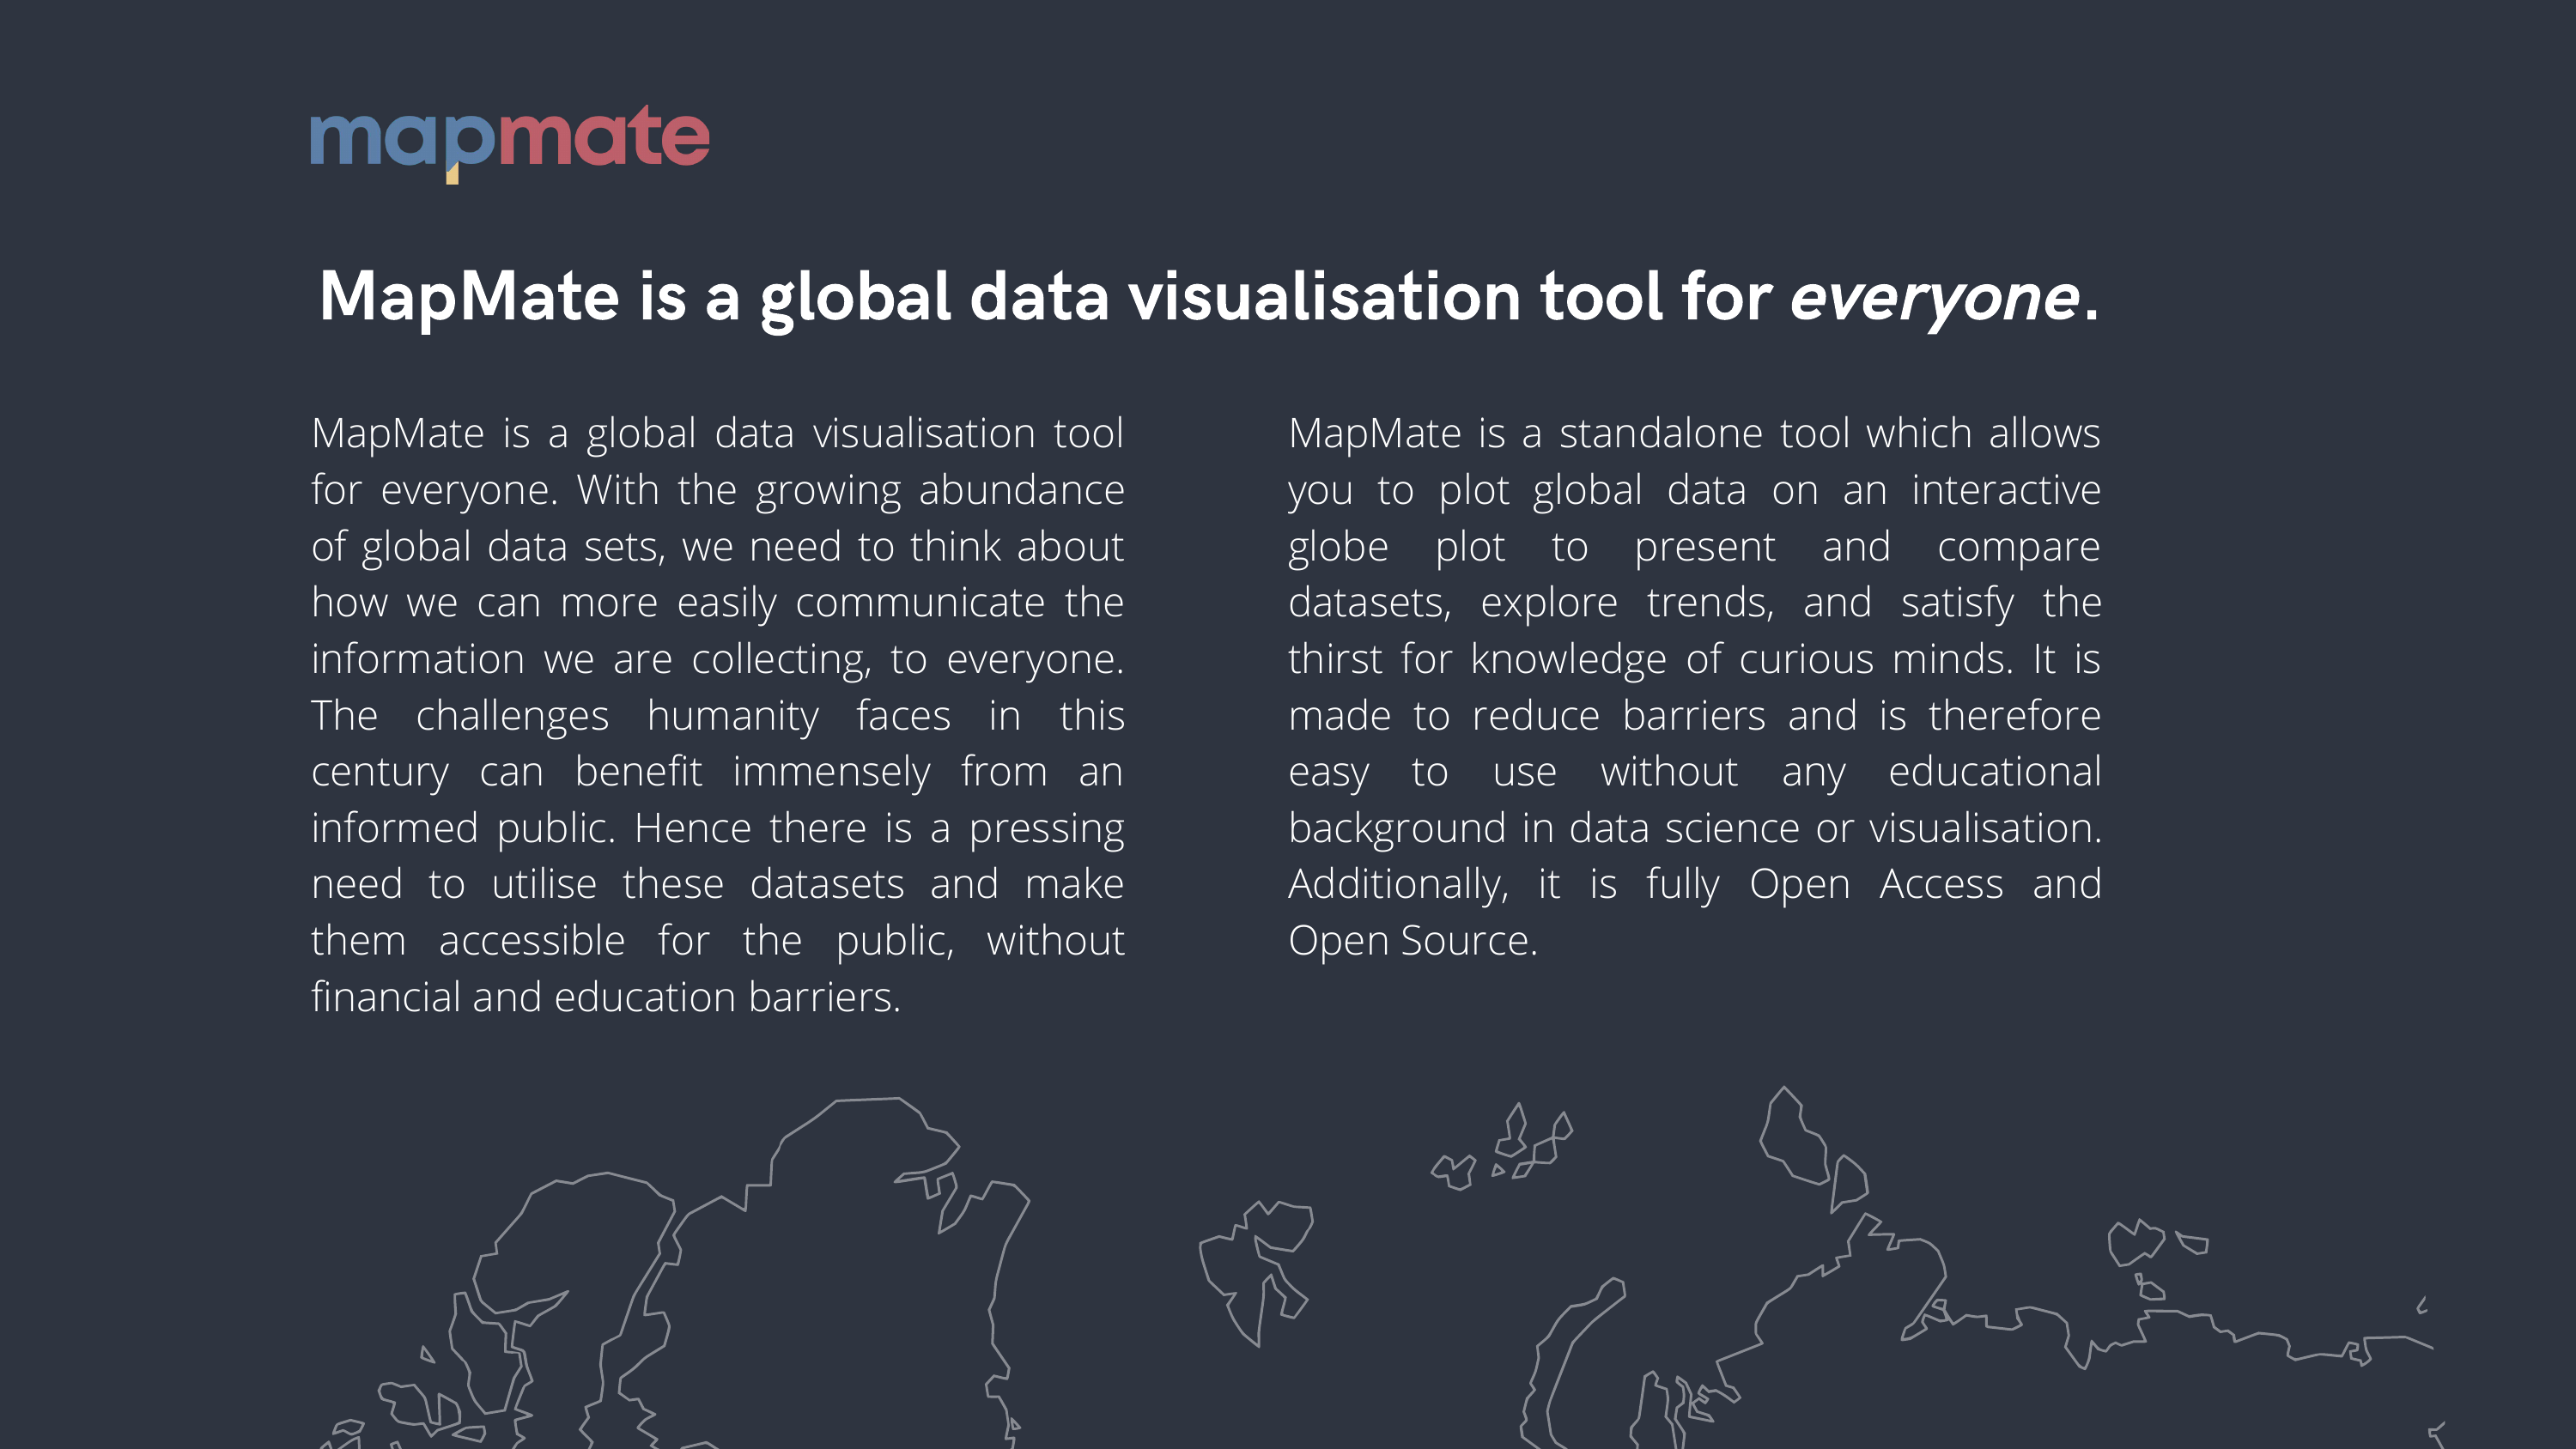 mapmate
MapMate is a global data visualisation tool for everyone.
MapMate is a global data visualisation tool
for everyone. With the growing abundance
of global data sets, we need to think about
how we can more easily communicate the
information we are collecting, to everyone.
The challenges humanity faces in this
century can benefit immensely from an
informed public. Hence there is a pressing
need to utilise these datasets and make
them accessible for the public, without
financial and education barriers.
MapMate is a standalone tool which allows
you to plot global data on an interactive
globe plot to present and compare
datasets, explore trends, and satisfy the
thirst for knowledge of curious minds. It is
made to reduce barriers and is therefore
easy to use without any educational
background in data science or visualisation.
Additionally, it is fully Open Access and
Open Source.